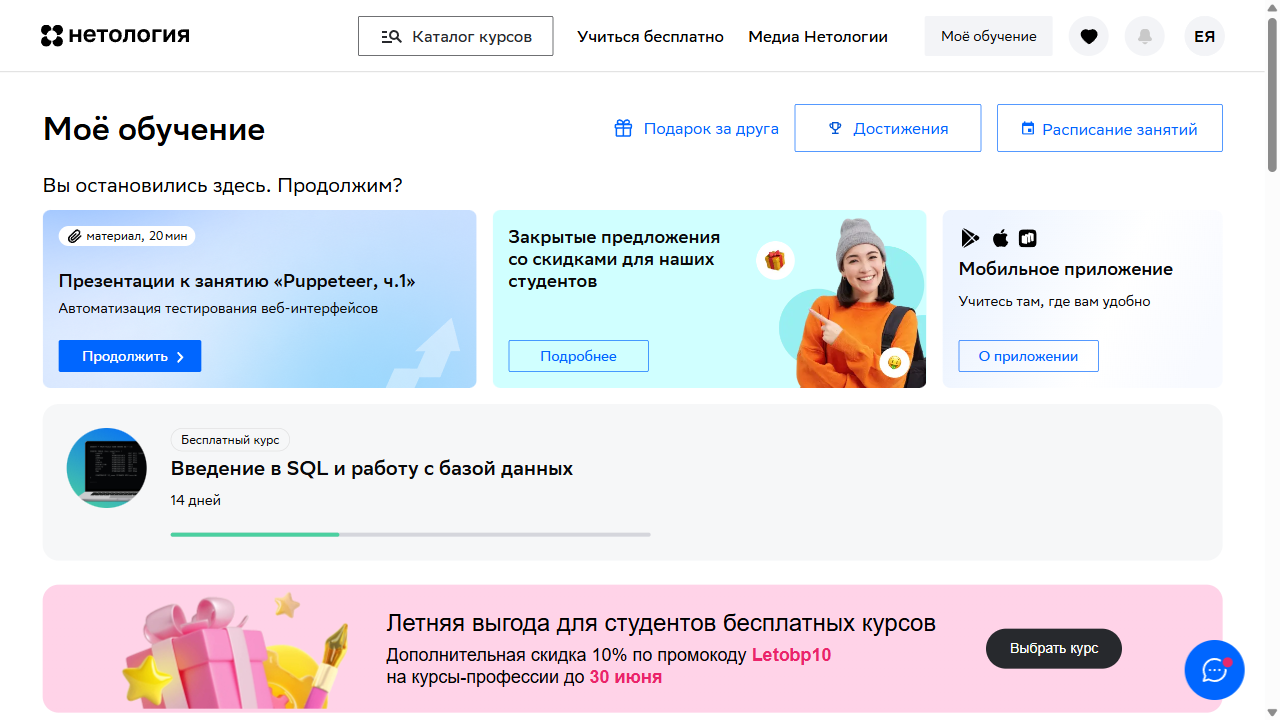 нетология
Каталог курсов
Учиться бесплатно
Медиа Нетологии
Моё обучение
ЕЯ
Моё обучение
Подарок за друга
Достижения
Расписание занятий
Вы остановились здесь. Продолжим?
материал, 20 мин
Презентации к занятию «Puppeteer, ч.1»
Автоматизация тестирования веб-интерфейсов
Продолжить
Закрытые предложения
со скидками для наших
студентов
Подробнее
Мобильное приложение
Учитесь там, где вам удобно
О приложении
Бесплатный курс
Введение в SQL и работу с базой данных
14 дней
Летняя выгода для студентов бесплатных курсов
Дополнительная скидка 10% по промокоду Letobp10
на курсы-профессии до 30 июня
Выбрать курс